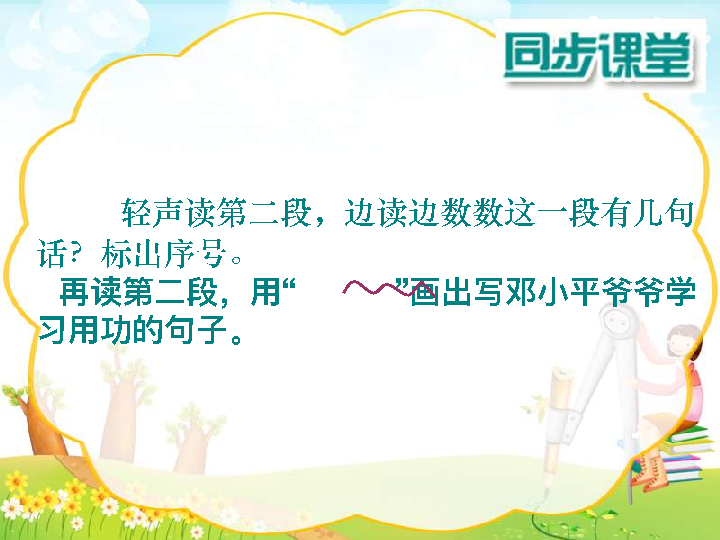 同步课堂
轻声读第二段，边读边数数这一段有几句
话？标出序号。
再读第二段，用“ ”画出写邓小平爷爷学
习用功的句子。